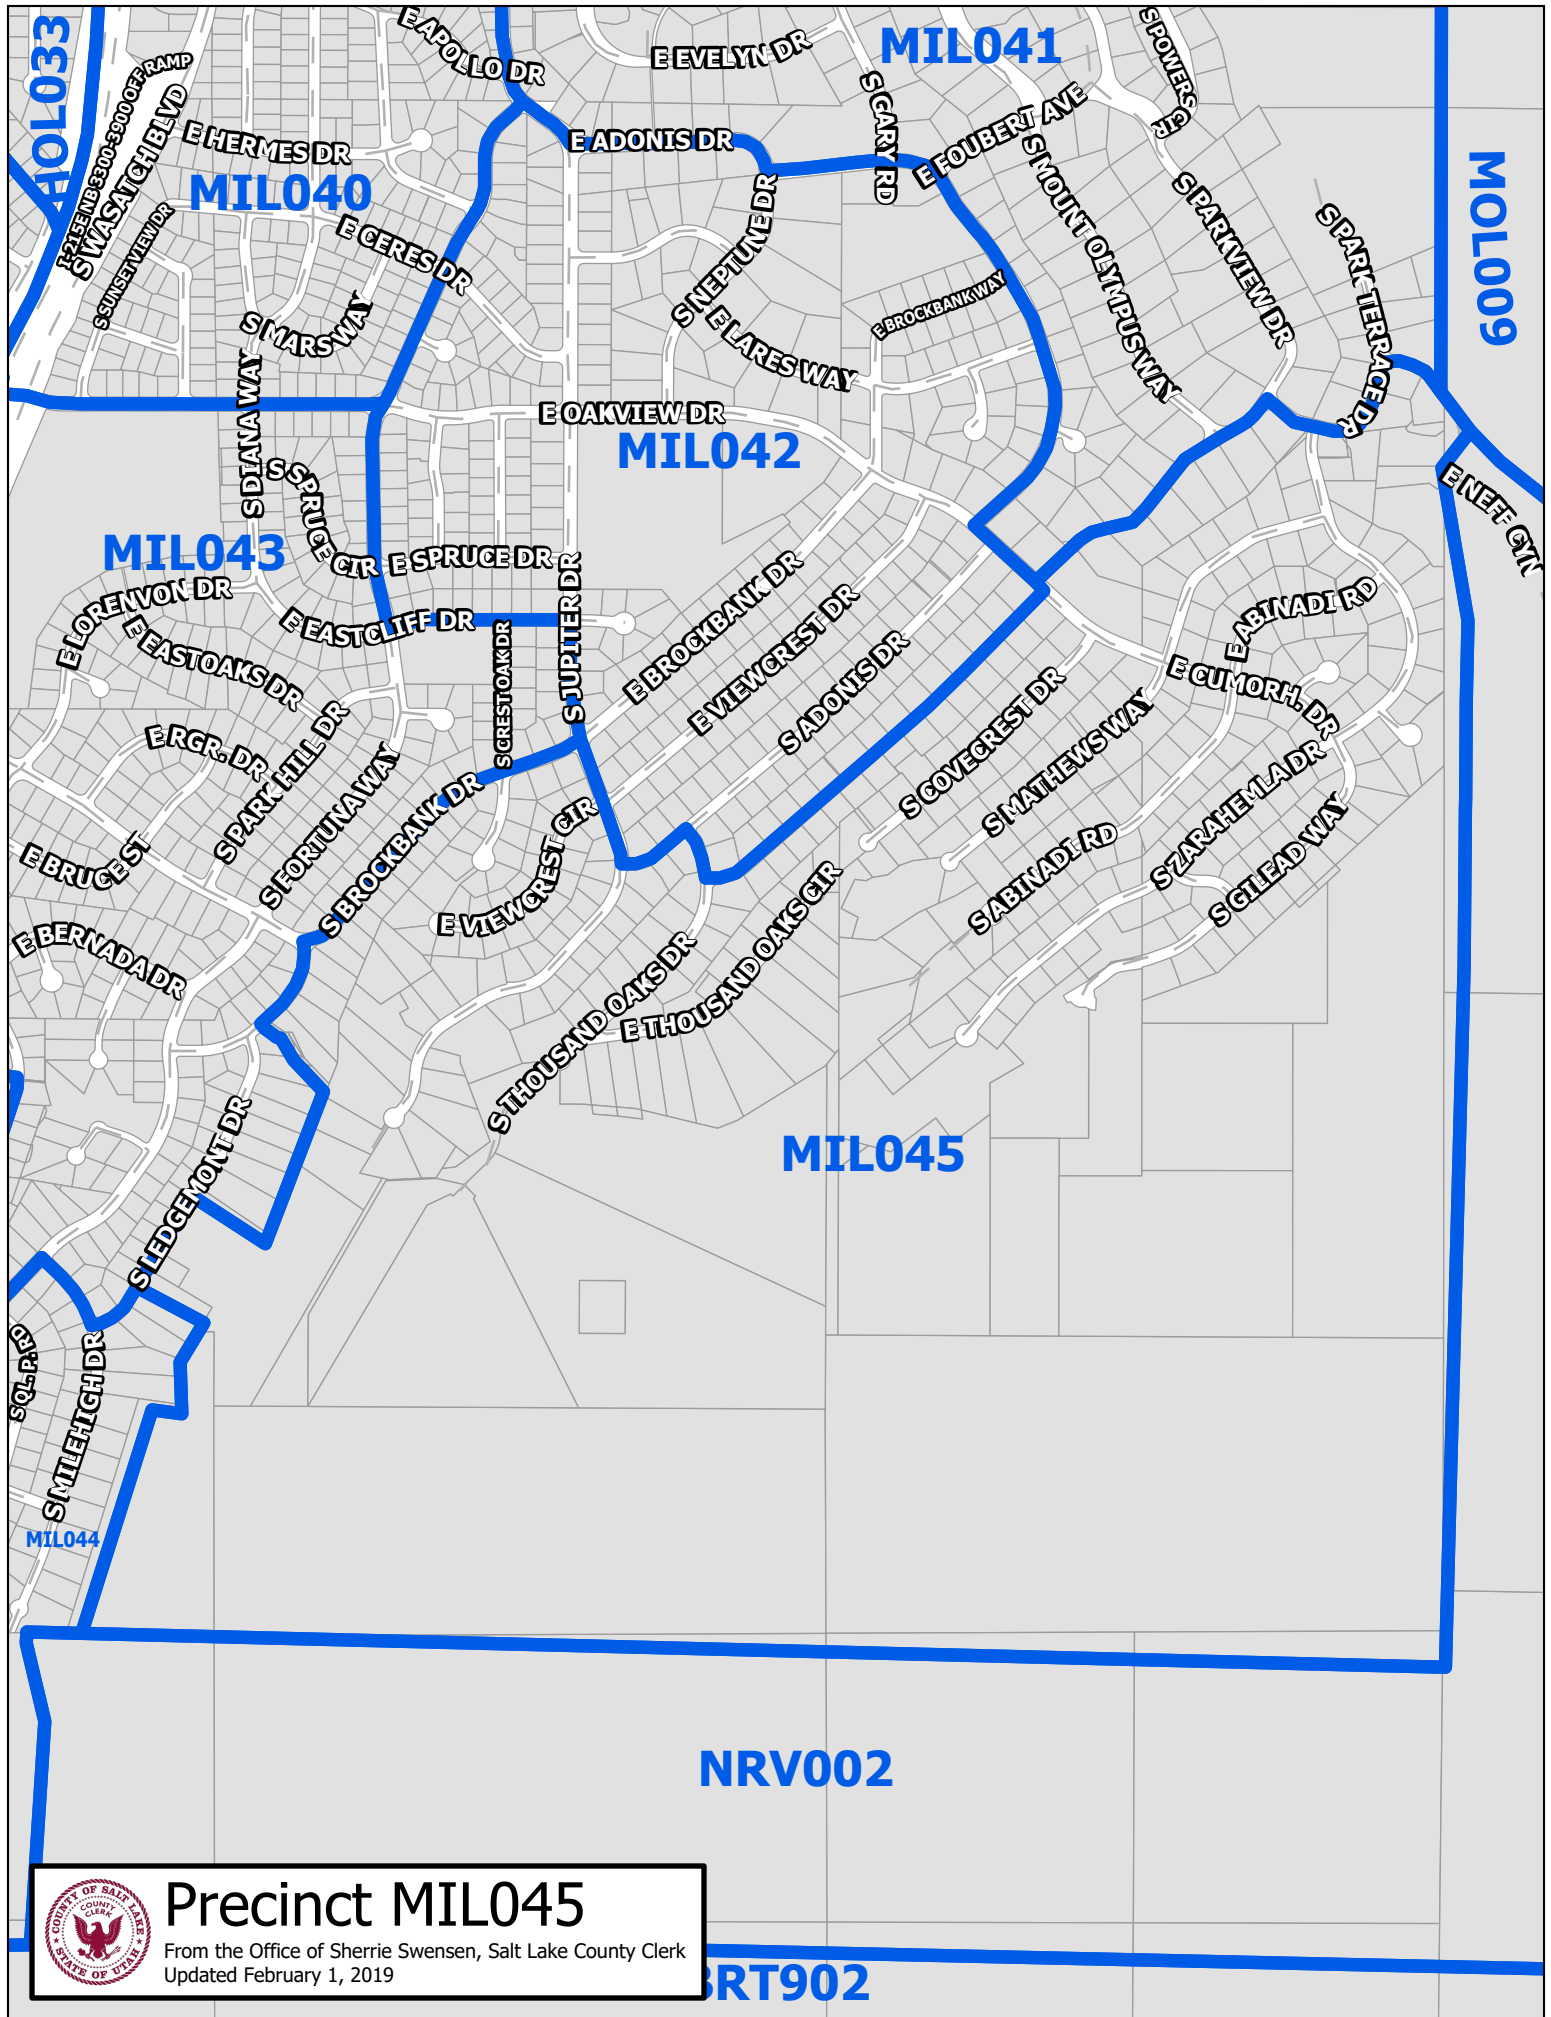 HOL033
I-215E NB 3300-3900 OFF RAMP
S WASATCH BLVD
E APOLLO DR
E EVELYN DR
MIL041
S POWERS CIR
E HERMES DR
MIL040
E ADONIS DR
S GARY RD
E FOUBERT AVE
S MOUNT OLYMPUS WAY
S PARKVIEW DR
S PARK TERRACE DR
MOL009
S SUNSET VIEW DR
E CERES DR
S NEPTUNE DR
E BROCKBANK WAY
S MARS WAY
E LARES WAY
S DIANA WAY
E OAKVIEW DR
MIL042
S SPRUCE CIR
E SPRUCE DR
E NEFF CYN
MIL043
E LORENVON DR
E EASTOAKS DR
E EASTCLIFF DR
S CRESTOAK DR
S JUPITER DR
E BROCKBANK DR
E VIEWCREST DR
S ADONIS DR
E ABINADI RD
E CUMORH. DR
E RGR. DR
S PARK HILL DR
S FORTUNA WAY
S COVECREST DR
S MATHEWS WAY
S ZARAHEMLA DR
S GILEAD WAY
E BRUCE ST
S BROCKBANK DR
E VIEWCREST CIR
S ABINADI RD
E BERNADA DR
S THOUSAND OAKS DR
E THOUSAND OAKS CIR
S LEDGEMONT DR
MIL045
S QL. P. RD
S MILEHIGH DR
MIL044
NRV002
COUNTY OF SALT LAKE
COUNTY CLERK
STATE OF UTAH
Precinct MIL045
From the Office of Sherrie Swensen, Salt Lake County Clerk
Updated February 1, 2019
BRT902